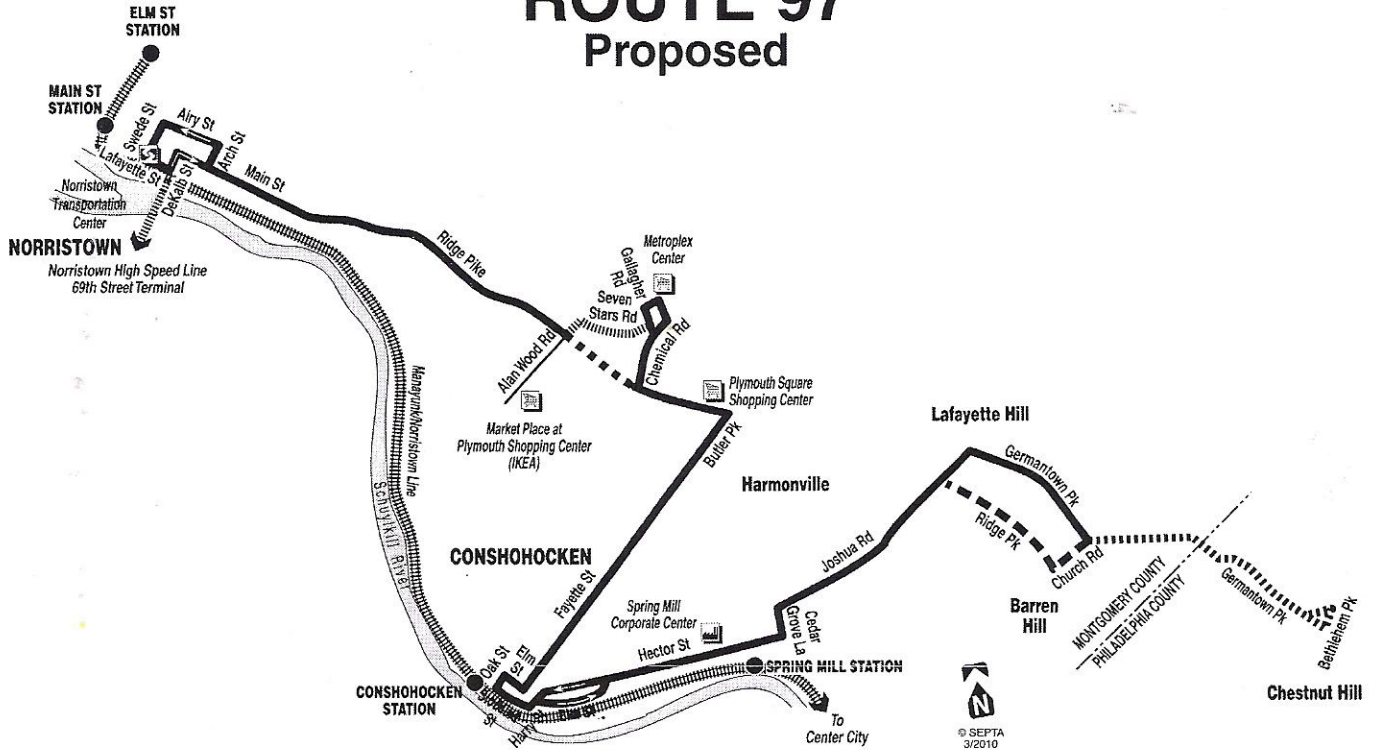 ROUTE 97
Proposed
ELM ST
STATION
MAIN ST
STATION
Swede St
Airy St
Arch St
Lafayette St
DeKalb St
Main St
Norristown
Transportation
Center
NORRISTOWN
Norristown High Speed Line
69th Street Terminal
Ridge Pike
Metroplex
Center
Gallagher
Rd
Seven
Stars Rd
Chemical Rd
Alan Wood Rd
Plymouth Square
Shopping Center
Market Place at
Plymouth Shopping Center
(IKEA)
Manayunk/Norristown Line
Schuylkill River
Butler Pk
Harmonville
Lafayette Hill
Germantown Pk
Ridge Pk
Church Rd
Joshua Rd
CONSHOHOCKEN
Fayette St
Spring Mill
Corporate Center
Cedar
Grove La
Hector St
Barren
Hill
MONTGOMERY COUNTY
PHILADELPHIA COUNTY
Germantown Pk
Bethlehem Pk
Chestnut Hill
Oak St
Elm
St
CONSHOHOCKEN
STATION
St
Harry St
Elm St
SPRING MILL STATION
To
Center City
N
© SEPTA
3/2010